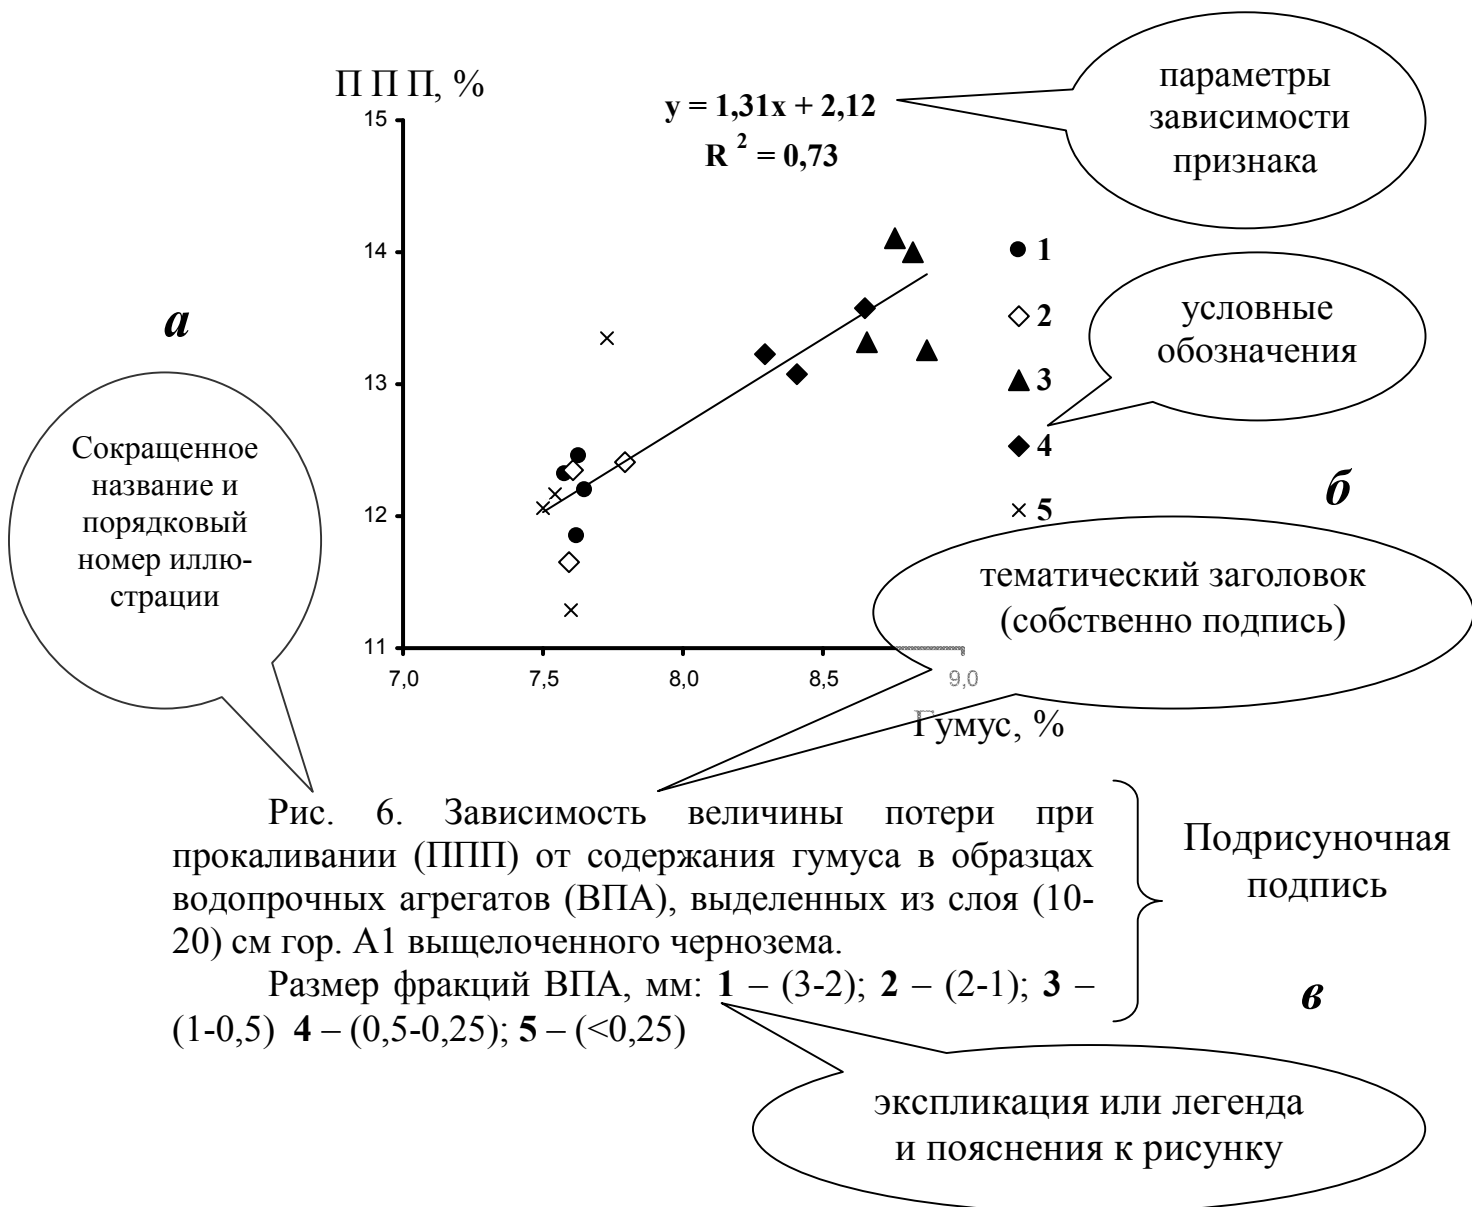 П П П, %
y = 1,31x + 2,12
R 2 = 0,73
параметры
зависимости
признака
15
14
13
12
11
7,0
7,5
8,0
8,5
9,0
Гумус, %
1
2
3
4
5
условные
обозначения
а
Сокращенное
название и
порядковый
номер иллю-
страции
б
тематический заголовок
(собственно подпись)
Рис. 6. Зависимость величины потери при
прокаливании (ППП) от содержания гумуса в образцах
водопрочных агрегатов (ВПА), выделенных из слоя (10-
20) см гор. А1 выщелоченного чернозема.
Размер фракций ВПА, мм: 1 – (3-2); 2 – (2-1); 3 –
(1-0,5) 4 – (0,5-0,25); 5 – (<0,25)
Подрисуночная
подпись
в
экспликация или легенда
и пояснения к рисунку